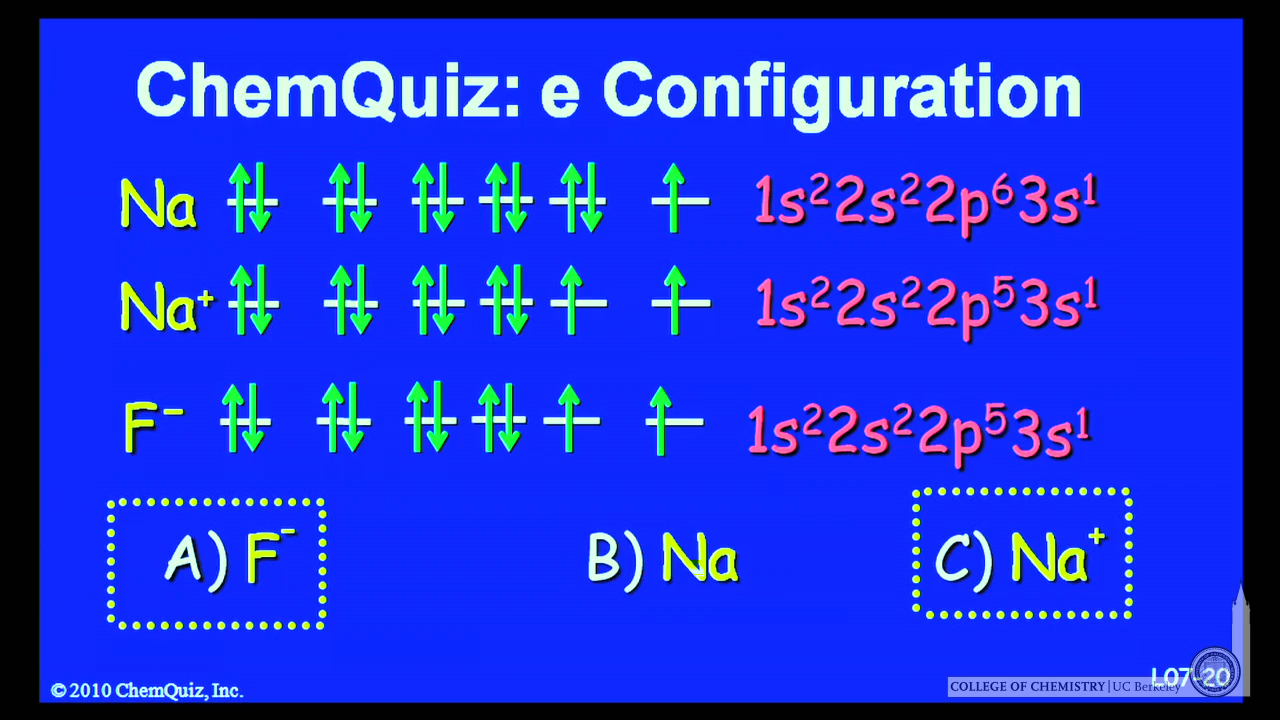 ChemQuiz: e Configuration
Na 1s²2s²2p⁶3s¹
Na⁺ 1s²2s²2p⁵3s¹
F⁻ 1s²2s²2p⁵3s¹
A) F⁻ B) Na C) Na⁺
© 2010 ChemQuiz, Inc.
L07-20
COLLEGE OF CHEMISTRY | UC Berkeley